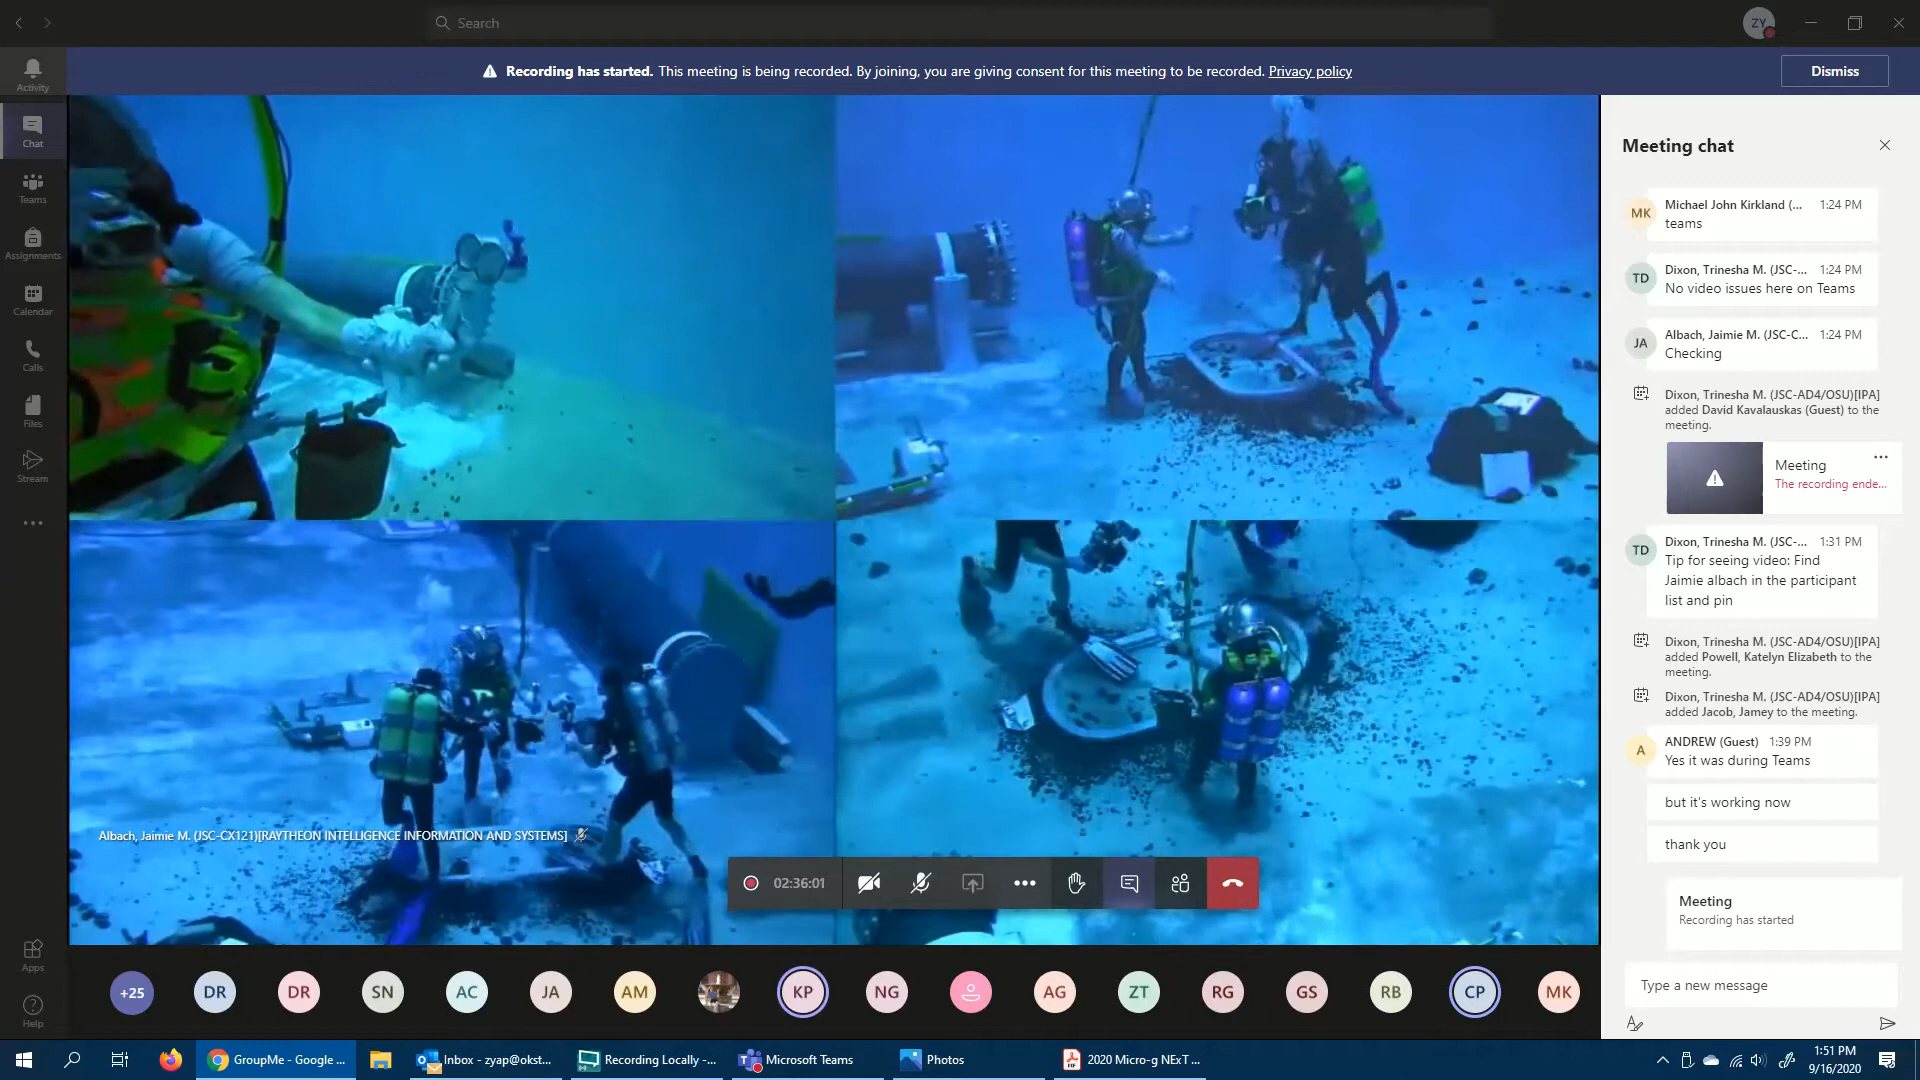 Search
ZY
Recording has started. This meeting is being recorded. By joining, you are giving consent for this meeting to be recorded. Privacy policy
Dismiss
Activity
Chat
Teams
Assignments
Calendar
Calls
Files
Stream
Apps
Help
Albach, Jaimie M. (JSC-CX121)[RAYTHEON INTELLIGENCE INFORMATION AND SYSTEMS]
02:36:01
+25
DR
DR
SN
AC
JA
AM
KP
NG
AG
ZT
RG
GS
RB
CP
MK
Meeting chat
MK
Michael John Kirkland (... 1:24 PM
teams
TD
Dixon, Trinesha M. (JSC-... 1:24 PM
No video issues here on Teams
JA
Albach, Jaimie M. (JSC-C... 1:24 PM
Checking
Dixon, Trinesha M. (JSC-AD4/OSU)[IPA]
added David Kavalauskas (Guest) to the
meeting.
Meeting
The recording ende...
TD
Dixon, Trinesha M. (JSC-... 1:31 PM
Tip for seeing video: Find
Jaimie albach in the participant
list and pin
Dixon, Trinesha M. (JSC-AD4/OSU)[IPA]
added Powell, Katelyn Elizabeth to the
meeting.
Dixon, Trinesha M. (JSC-AD4/OSU)[IPA]
added Jacob, Jamey to the meeting.
A
ANDREW (Guest) 1:39 PM
Yes it was during Teams
but it's working now
thank you
Meeting
Recording has started
Type a new message
GroupMe - Google ...
Inbox - zyap@okst...
Recording Locally -...
Microsoft Teams
Photos
2020 Micro-g NExT ...
1:51 PM
9/16/2020